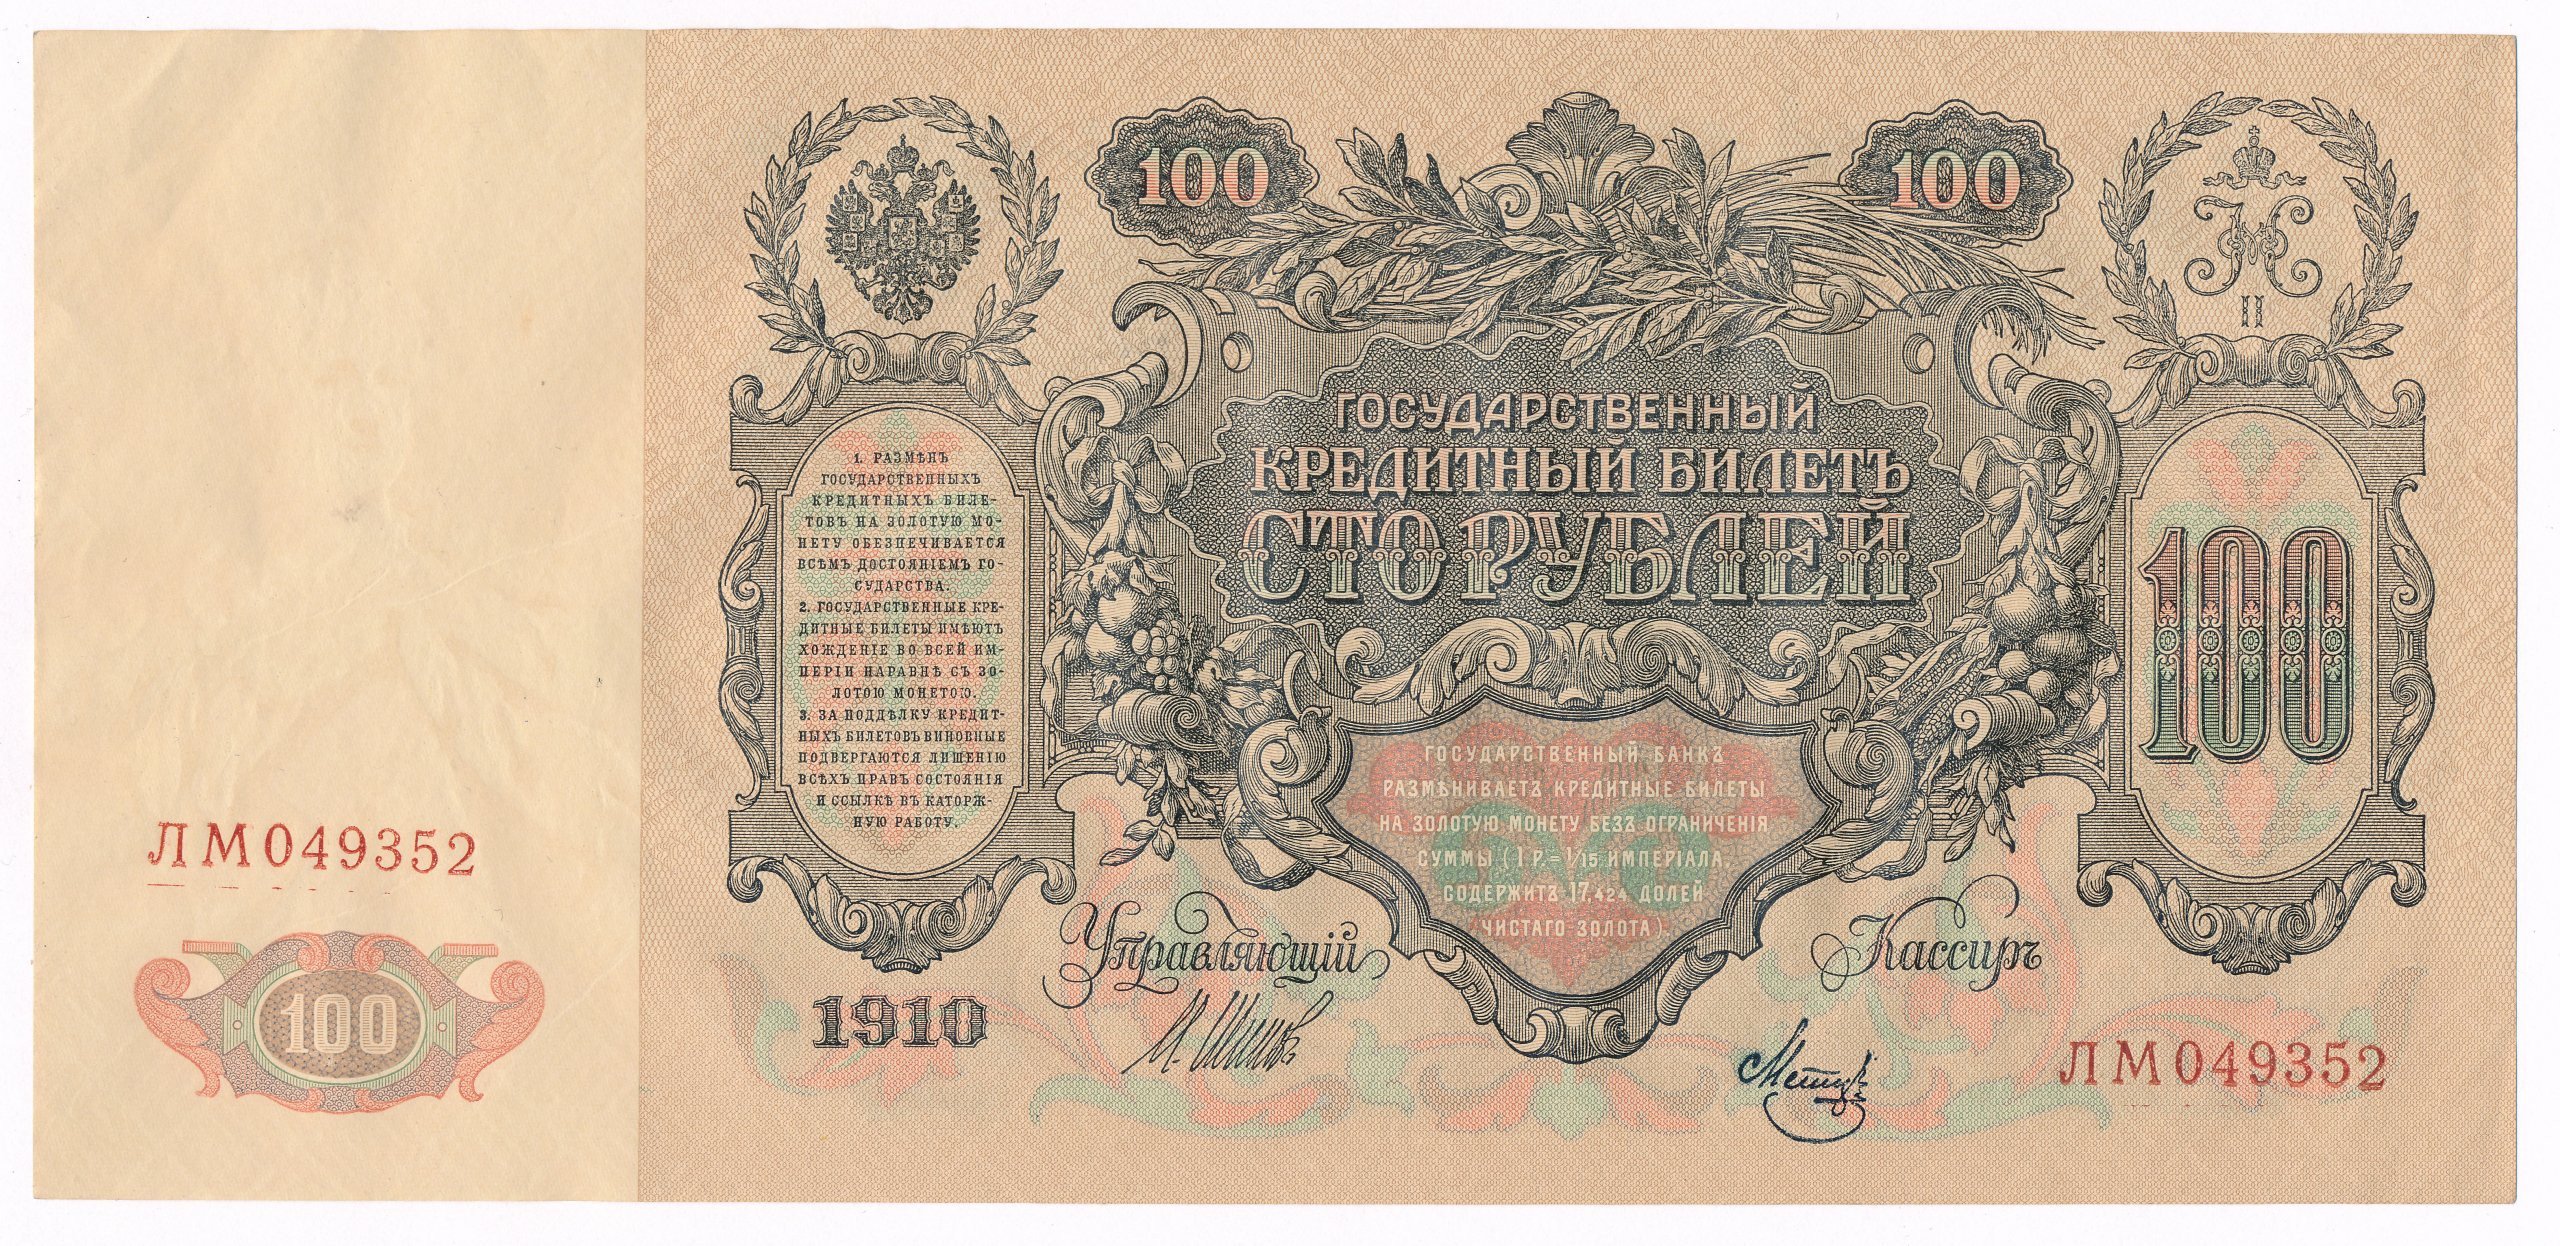 100
100
II
ГОСУДАРСТВЕННЫЙ
КРЕДИТНЫЙ БИЛЕТЪ
СТО РУБЛЕЙ
1. РАЗМѢНЪ
ГОСУДАРСТВЕННЫХЪ
КРЕДИТНЫХЪ БИЛЕ-
ТОВЪ НА ЗОЛОТУЮ МО-
НЕТУ ОБЕЗПЕЧИВАЕТСЯ
ВСѢМЪ ДОСТОЯНІЕМЪ ГО-
СУДАРСТВА.
2. ГОСУДАРСТВЕННЫЕ КРЕ-
ДИТНЫЕ БИЛЕТЫ ИМѢЮТЪ
ХОЖДЕНІЕ ВО ВСЕЙ ИМ-
ПЕРІИ НАРАВНѢ СЪ ЗО-
ЛОТОЮ МОНЕТОЮ.
3. ЗА ПОДДѢЛКУ КРЕДИТ-
НЫХЪ БИЛЕТОВЪ ВИНОВНЫЕ
ПОДВЕРГАЮТСЯ ЛИШЕНІЮ
ВСѢХЪ ПРАВЪ СОСТОЯНІЯ
И ССЫЛКѢ ВЪ КАТОРЖ-
НУЮ РАБОТУ.
100
ГОСУДАРСТВЕННЫЙ БАНКЪ
РАЗМѢНИВАЕТЪ КРЕДИТНЫЕ БИЛЕТЫ
НА ЗОЛОТУЮ МОНЕТУ БЕЗЪ ОГРАНИЧЕНІЯ
СУММЫ (1 Р.=1/15 ИМПЕРІАЛА,
СОДЕРЖИТЪ 17,424 ДОЛЕЙ
ЧИСТАГО ЗОЛОТА).
ЛМ049352
100
Управляющій
Кассиръ
1910
И. Шипов
ЛМ049352